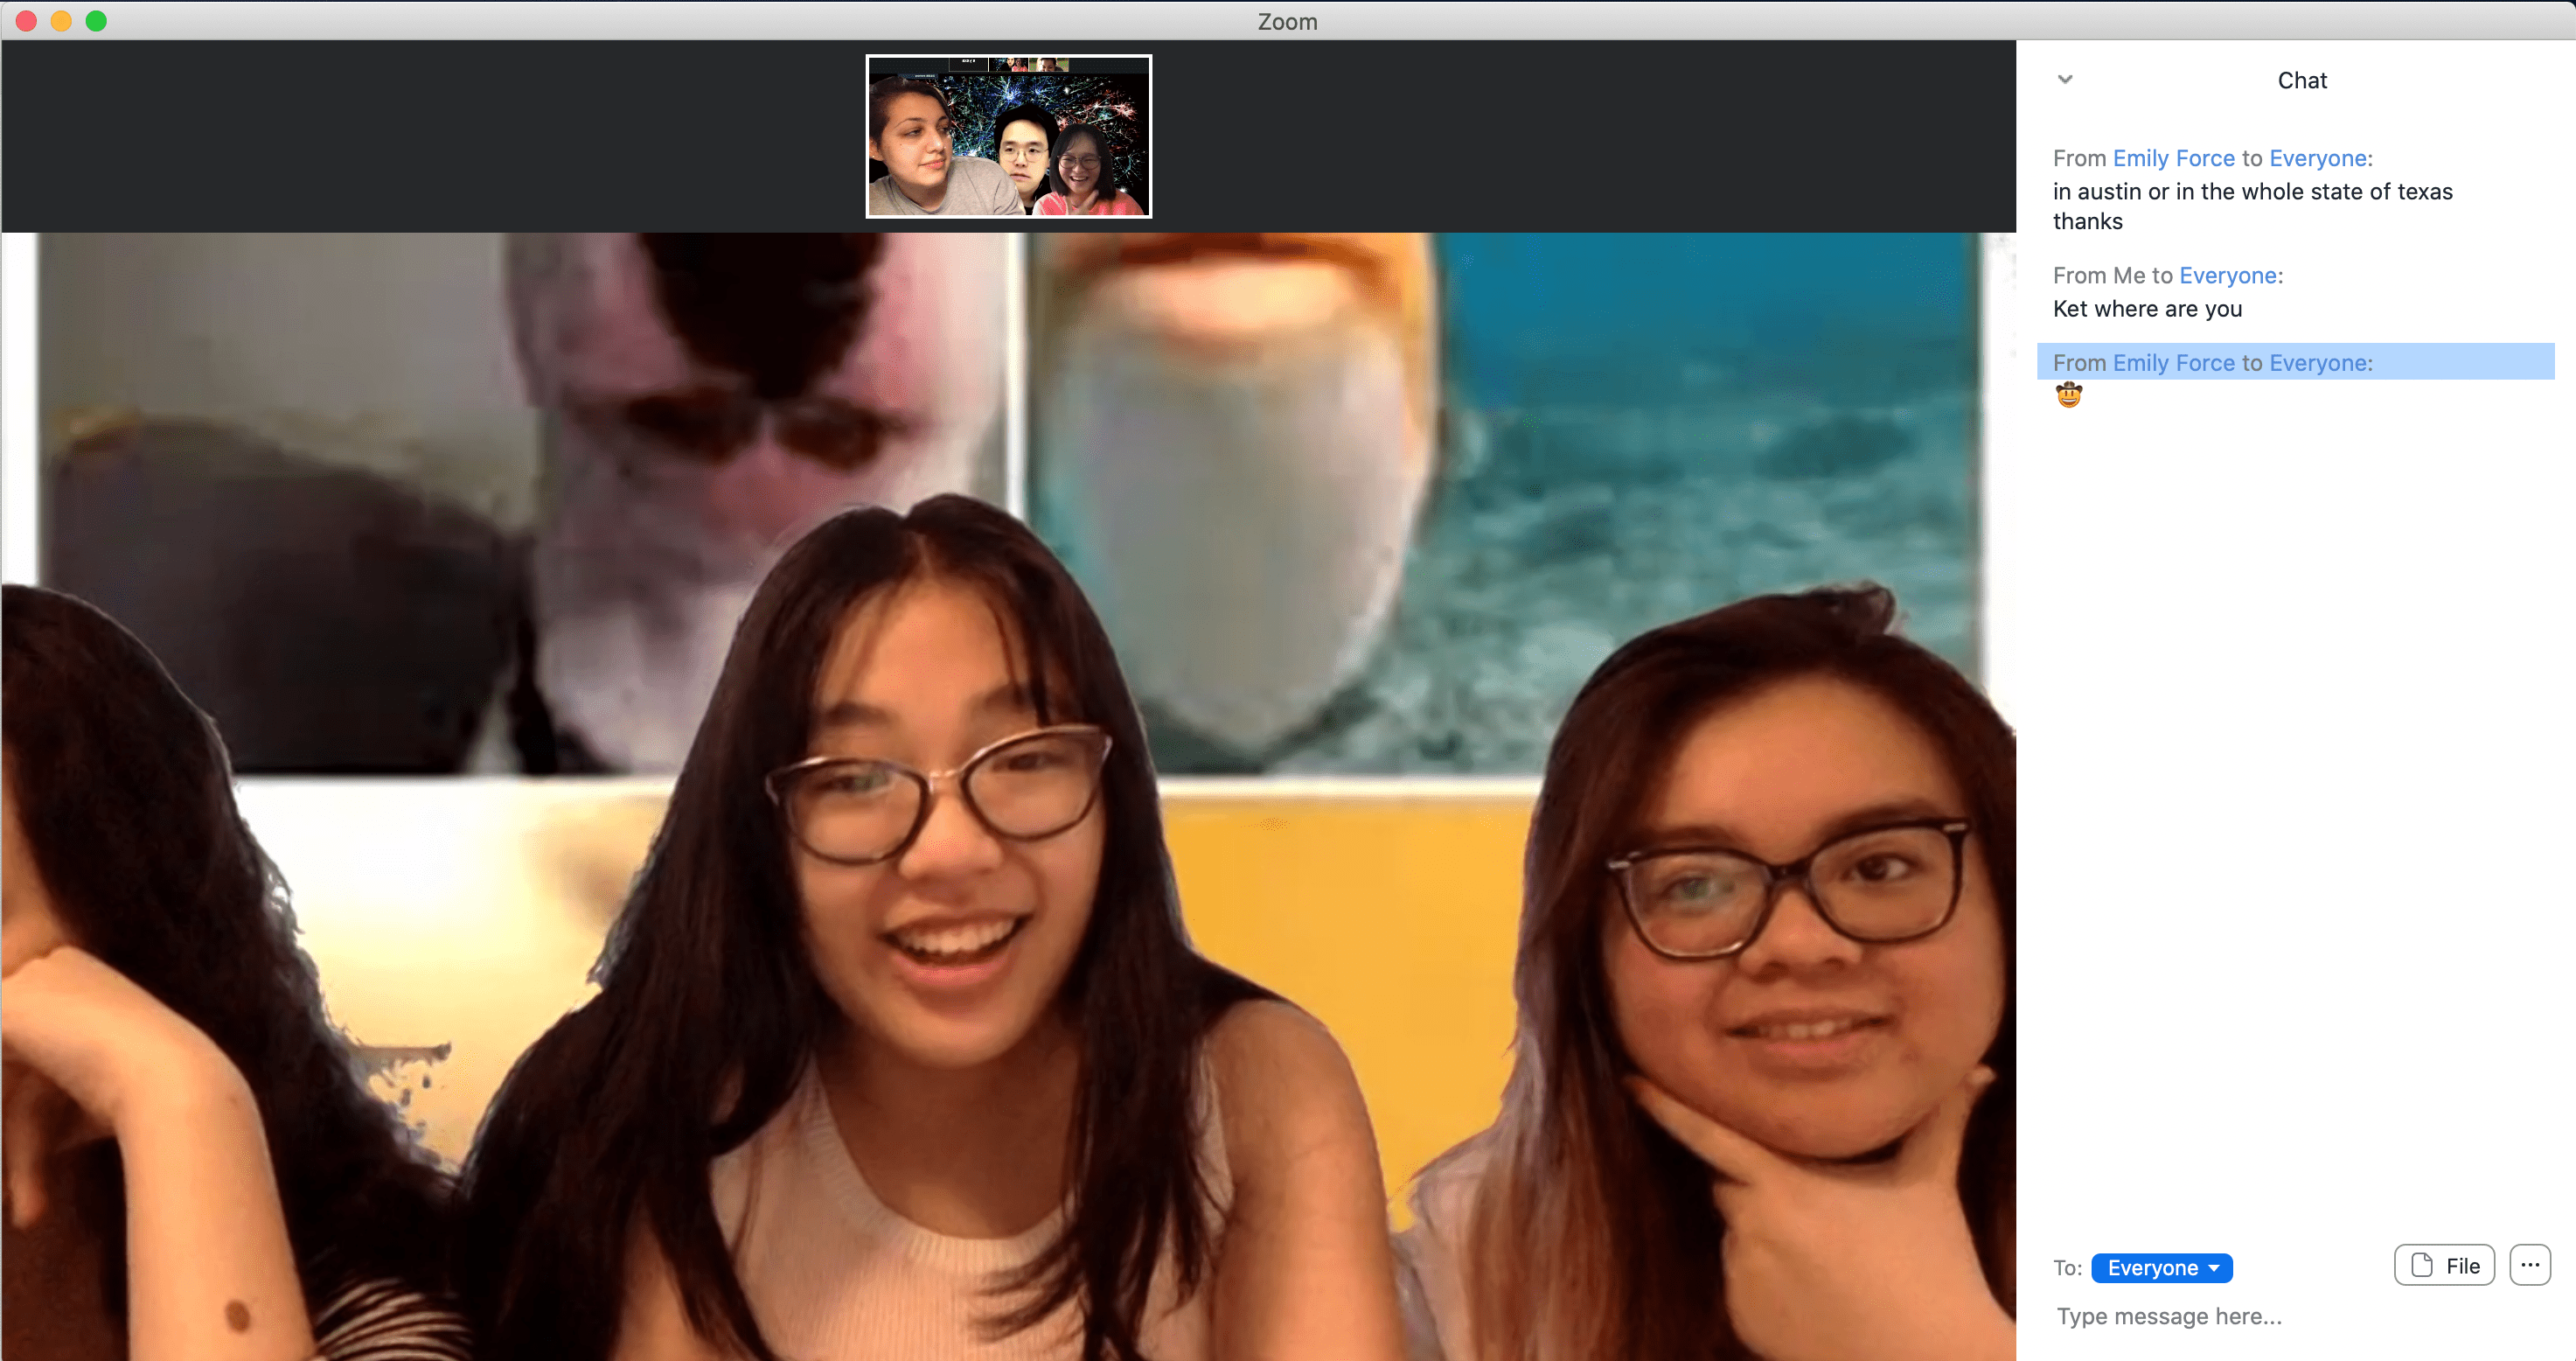 Zoom
Chat
From Emily Force to Everyone:
in austin or in the whole state of texas
thanks
From Me to Everyone:
Ket where are you
From Emily Force to Everyone:
🤠
To: Everyone
File
...
Type message here...